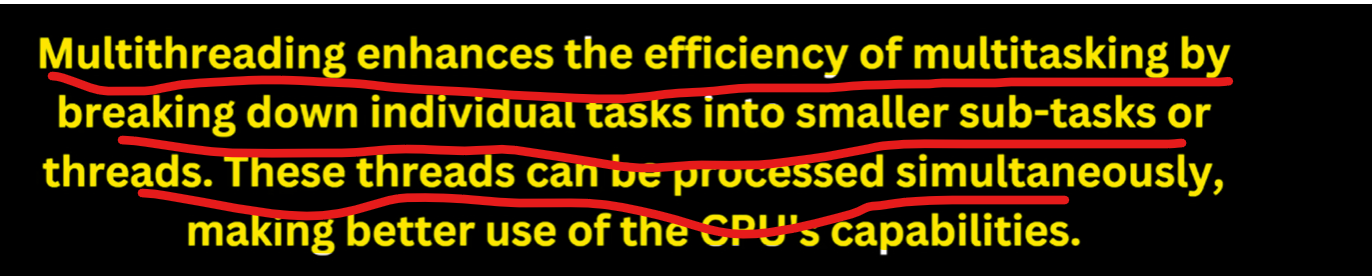 Multithreading enhances the efficiency of multitasking by
breaking down individual tasks into smaller sub-tasks or
threads. These threads can be processed simultaneously,
making better use of the CPU's capabilities.